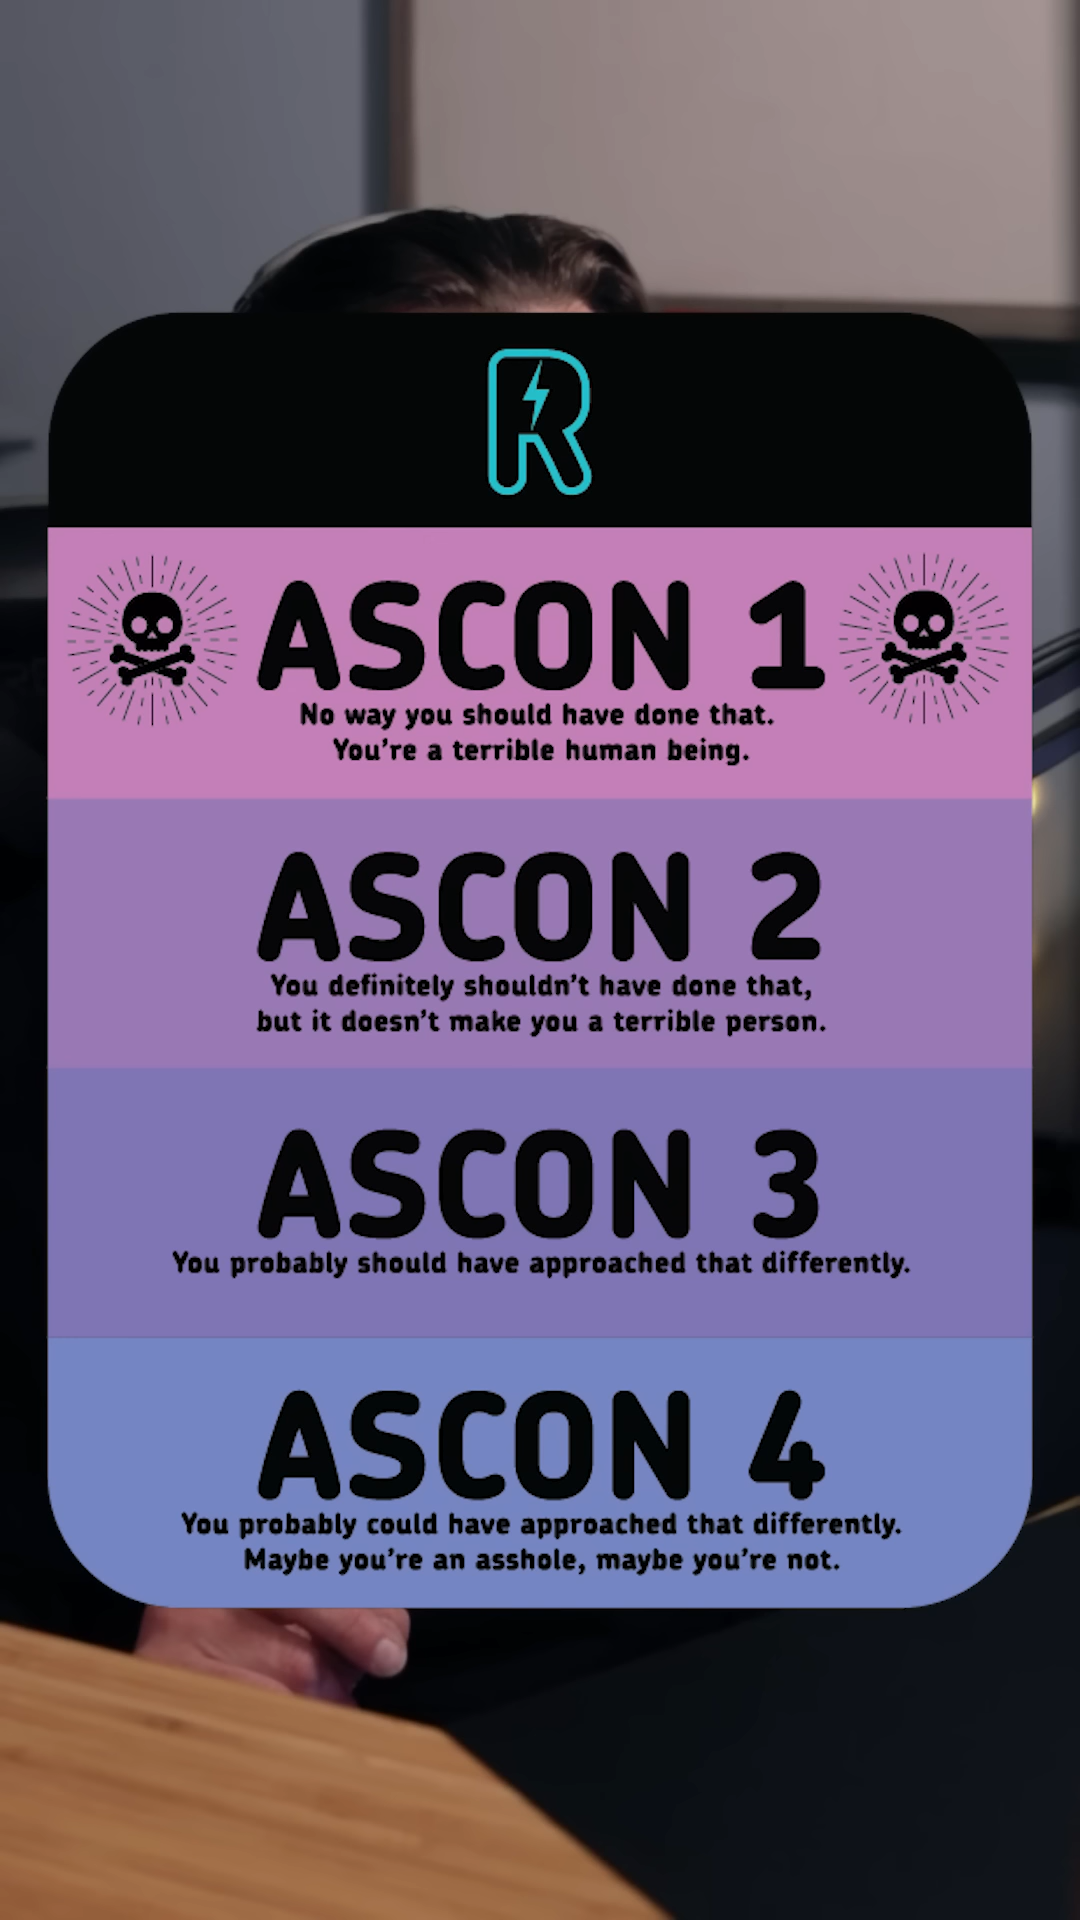 R
ASCON 1
No way you should have done that.
You're a terrible human being.
ASCON 2
You definitely shouldn't have done that,
but it doesn't make you a terrible person.
ASCON 3
You probably should have approached that differently.
ASCON 4
You probably could have approached that differently.
Maybe you're an asshole, maybe you're not.